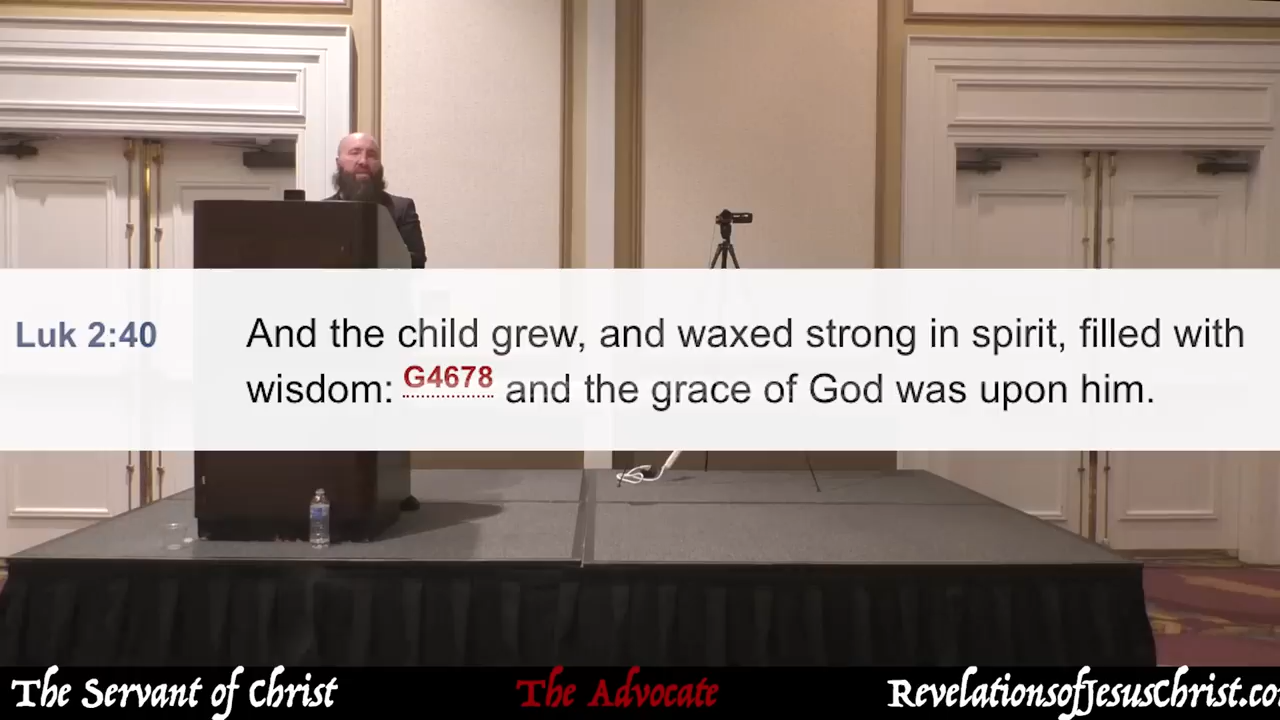 Luk 2:40 And the child grew, and waxed strong in spirit, filled with
wisdom: G4678 and the grace of God was upon him.
The Servant of Christ The Advocate RevelationsofJesusChrist.co